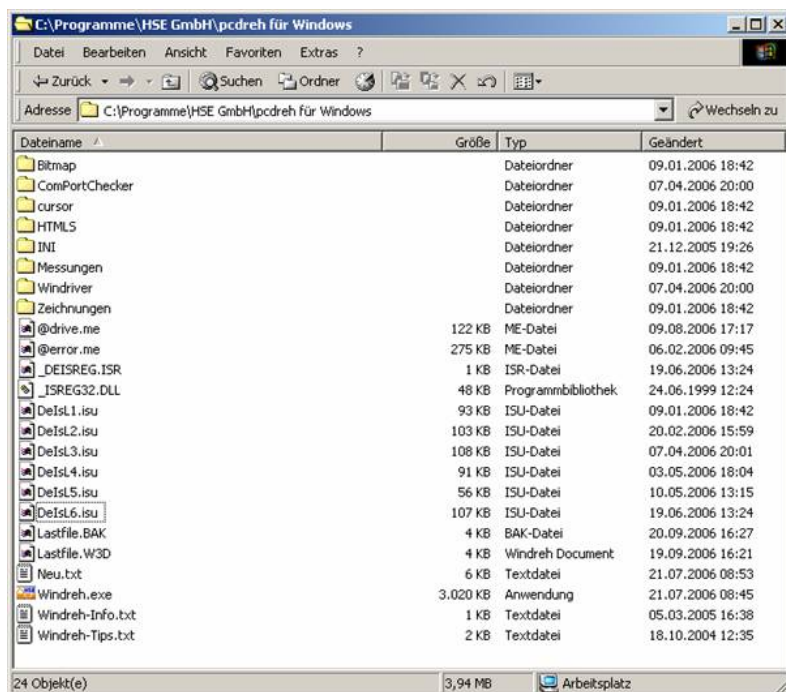 C:\Programme\HSE GmbH\pcdreh für Windows
Datei Bearbeiten Ansicht Favoriten Extras ?
Zurück Suchen Ordner
Adresse C:\Programme\HSE GmbH\pcdreh für Windows Wechseln zu
Dateiname Größe Typ Geändert
Bitmap Dateiordner 09.01.2006 18:42
ComPortChecker Dateiordner 07.04.2006 20:00
cursor Dateiordner 09.01.2006 18:42
HTMLS Dateiordner 09.01.2006 18:42
INI Dateiordner 21.12.2005 19:26
Messungen Dateiordner 09.01.2006 18:42
Windriver Dateiordner 07.04.2006 20:00
Zeichnungen Dateiordner 09.01.2006 18:42
@drive.me 122 KB ME-Datei 09.08.2006 17:17
@error.me 275 KB ME-Datei 06.02.2006 09:45
_DEISREG.ISR 1 KB ISR-Datei 19.06.2006 13:24
_ISREG32.DLL 48 KB Programmbibliothek 24.06.1999 12:24
DeIsL1.isu 93 KB ISU-Datei 09.01.2006 18:42
DeIsL2.isu 103 KB ISU-Datei 20.02.2006 15:59
DeIsL3.isu 108 KB ISU-Datei 07.04.2006 20:01
DeIsL4.isu 91 KB ISU-Datei 03.05.2006 18:04
DeIsL5.isu 56 KB ISU-Datei 10.05.2006 13:15
DeIsL6.isu 107 KB ISU-Datei 19.06.2006 13:24
Lastfile.BAK 4 KB BAK-Datei 20.09.2006 16:27
Lastfile.W3D 4 KB Windreh Document 19.09.2006 16:21
Neu.txt 6 KB Textdatei 21.07.2006 08:53
Windreh.exe 3.020 KB Anwendung 21.07.2006 08:45
Windreh-Info.txt 1 KB Textdatei 05.03.2005 16:38
Windreh-Tips.txt 2 KB Textdatei 18.10.2004 12:35
24 Objekt(e) 3,94 MB Arbeitsplatz